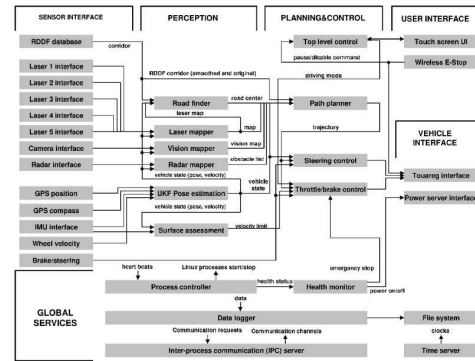 SENSOR INTERFACE
PERCEPTION
PLANNING&CONTROL
USER INTERFACE
RDDF database
Top level control
Touch screen UI
corridor
pause/disable command
Wireless E-Stop
Laser 1 interface
RDDF corridor (smoothed and original)
driving mode
Laser 2 interface
Laser 3 interface
Road finder
road center
Path planner
Laser 4 interface
laser map
Laser 5 interface
Laser mapper
map
trajectory
VEHICLE
INTERFACE
Camera interface
Vision mapper
vision map
Radar interface
Radar mapper
obstacle list
Steering control
vehicle state (pose, velocity)
vehicle
state
Touareg interface
GPS position
UKF Pose estimation
Throttle/brake control
Power server interface
GPS compass
vehicle state (pose, velocity)
IMU interface
Surface assessment
velocity limit
Wheel velocity
Brake/steering
emergency stop
heart beats
Linux processes start/stop
health status
power on/off
Process controller
Health monitor
GLOBAL
SERVICES
data
Data logger
File system
Communication requests
Communication channels
clocks
Inter-process communication (IPC) server
Time server